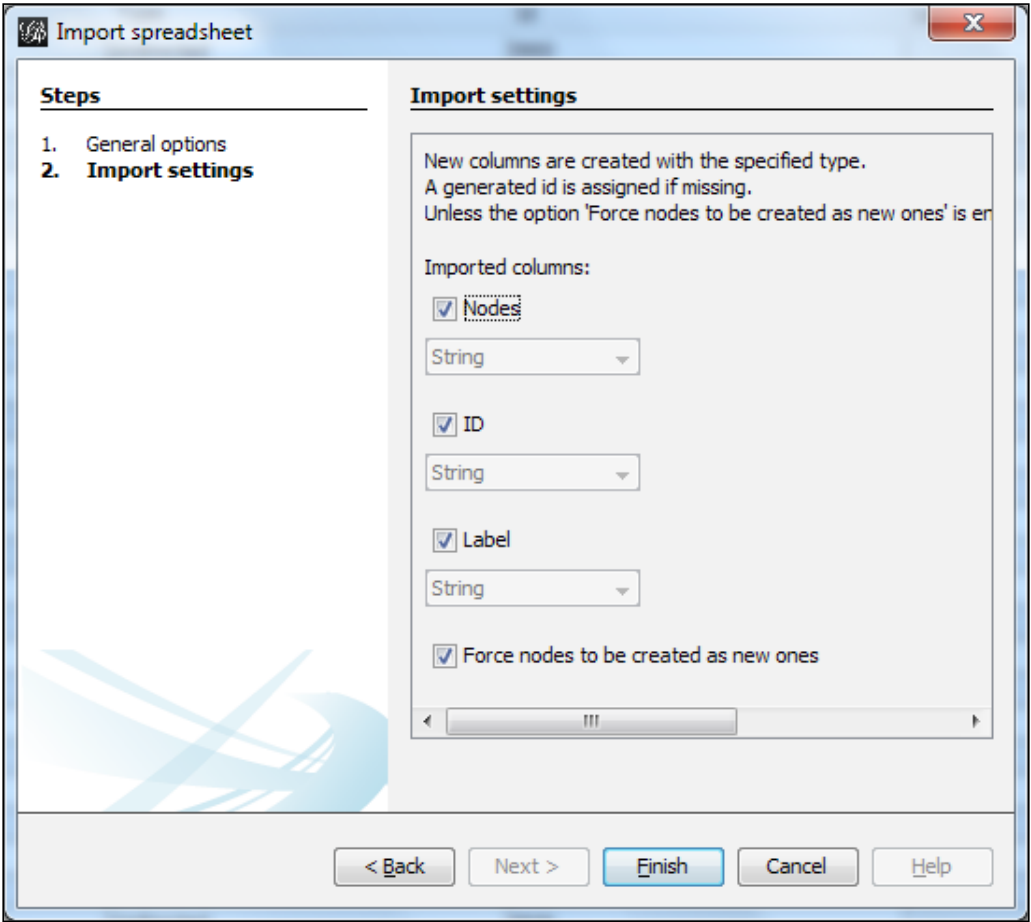 Import spreadsheet
Steps
1. General options
2. Import settings
Import settings
New columns are created with the specified type.
A generated id is assigned if missing.
Unless the option 'Force nodes to be created as new ones' is en
Imported columns:
Nodes
String
ID
String
Label
String
Force nodes to be created as new ones
< Back Next > Finish Cancel Help